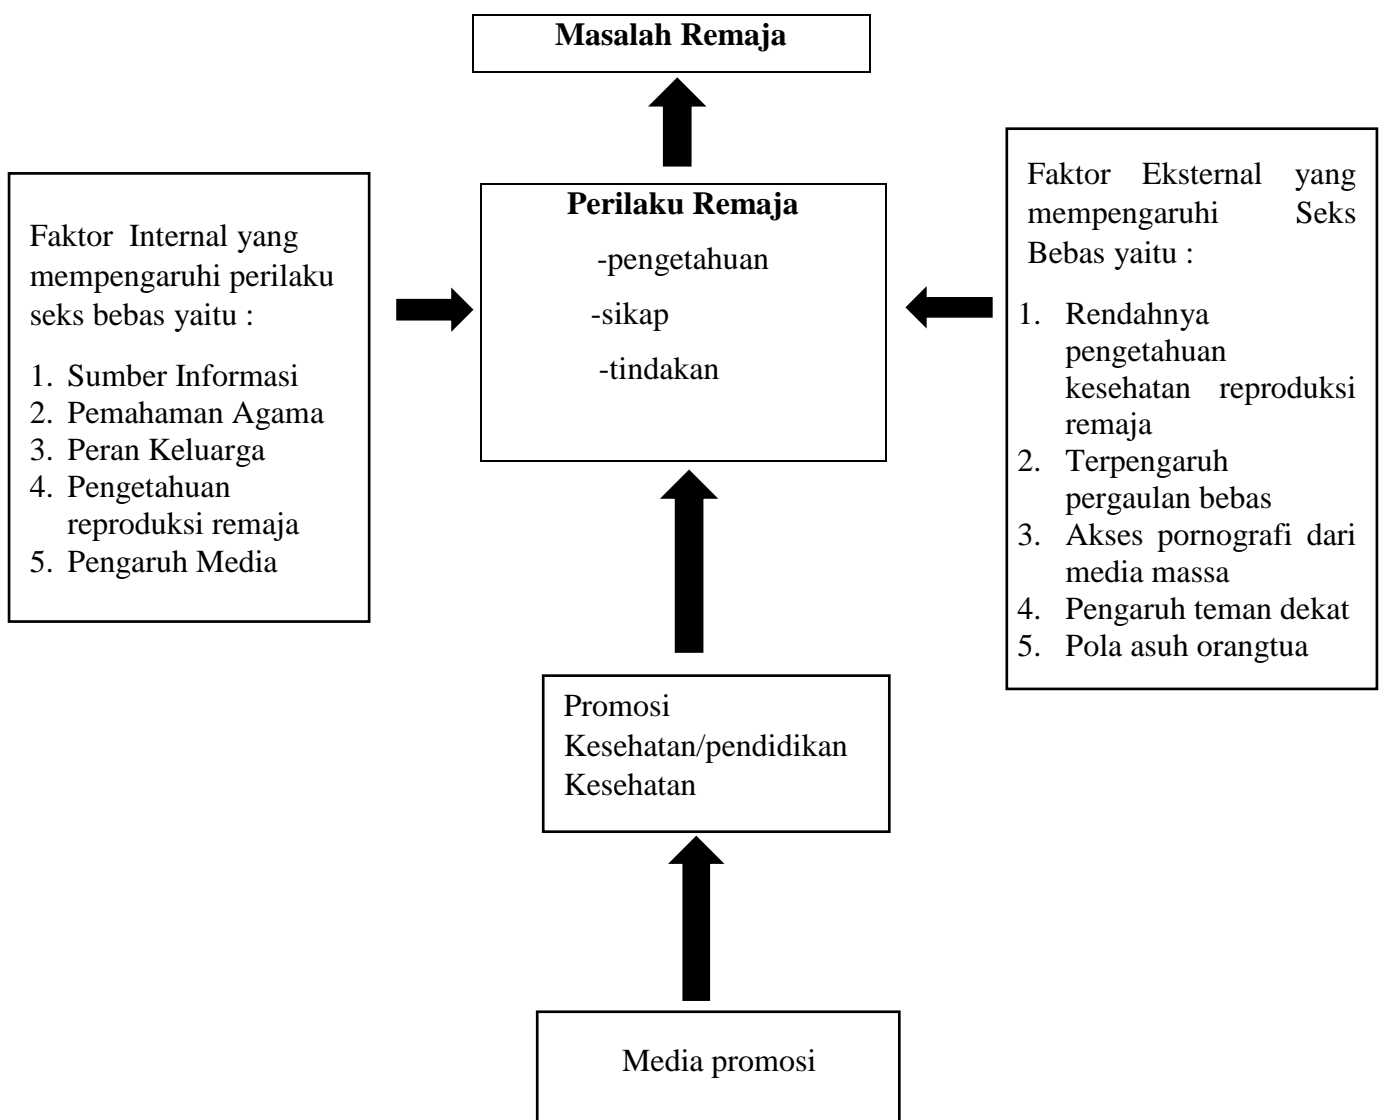 Masalah Remaja
Faktor Internal yang
mempengaruhi perilaku
seks bebas yaitu :
1. Sumber Informasi
2. Pemahaman Agama
3. Peran Keluarga
4. Pengetahuan
reproduksi remaja
5. Pengaruh Media
Perilaku Remaja
-pengetahuan
-sikap
-tindakan
Faktor Eksternal yang
mempengaruhi Seks
Bebas yaitu :
1. Rendahnya
pengetahuan
kesehatan reproduksi
remaja
2. Terpengaruh
pergaulan bebas
3. Akses pornografi dari
media massa
4. Pengaruh teman dekat
5. Pola asuh orangtua
Promosi
Kesehatan/pendidikan
Kesehatan
Media promosi